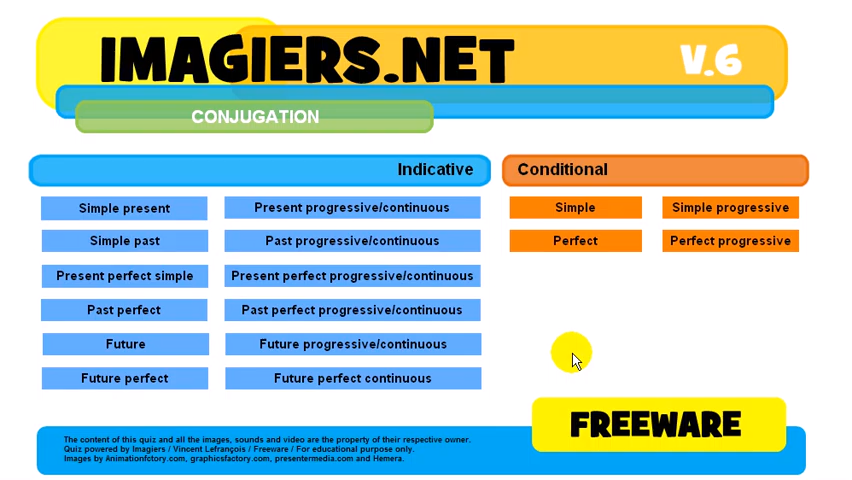 IMAGIERS.NET
V.6
CONJUGATION
Indicative
Conditional
Simple present
Present progressive/continuous
Simple
Simple progressive
Simple past
Past progressive/continuous
Perfect
Perfect progressive
Present perfect simple
Present perfect progressive/continuous
Past perfect
Past perfect progressive/continuous
Future
Future progressive/continuous
Future perfect
Future perfect continuous
FREEWARE
The content of this quiz and all the images, sounds and video are the property of their respective owner.
Quiz powered by Imagiers / Vincent Lefrançois / Freeware / For educational purpose only.
Images by Animationfctory.com, graphicsfactory.com, presentermedia.com and Hemera.